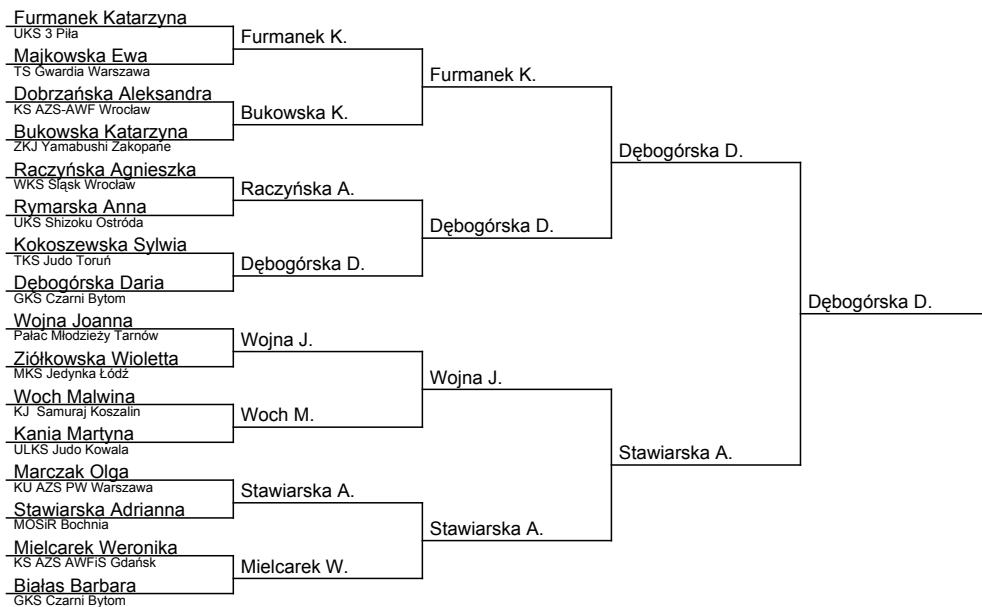 Furmanek Katarzyna
UKS 3 Piła
Majkowska Ewa
TS Gwardia Warszawa
Dobrzańska Aleksandra
KS AZS-AWF Wrocław
Bukowska Katarzyna
ZKJ Yamabushi Zakopane
Raczyńska Agnieszka
WKS Śląsk Wrocław
Rymarska Anna
UKS Shizoku Ostróda
Kokoszewska Sylwia
TKS Judo Toruń
Dębogórska Daria
GKS Czarni Bytom
Wojna Joanna
Pałac Młodzieży Tarnów
Ziółkowska Wioletta
MKS Jedynka Łódź
Woch Malwina
KJ Samuraj Koszalin
Kania Martyna
ULKS Judo Kowala
Marczak Olga
KU AZS PW Warszawa
Stawiarska Adrianna
MOSiR Bochnia
Mielcarek Weronika
KS AZS AWFiS Gdańsk
Białas Barbara
GKS Czarni Bytom
Furmanek K.
Bukowska K.
Raczyńska A.
Dębogórska D.
Wojna J.
Woch M.
Stawiarska A.
Mielcarek W.
Furmanek K.
Dębogórska D.
Wojna J.
Stawiarska A.
Dębogórska D.
Stawiarska A.
Dębogórska D.